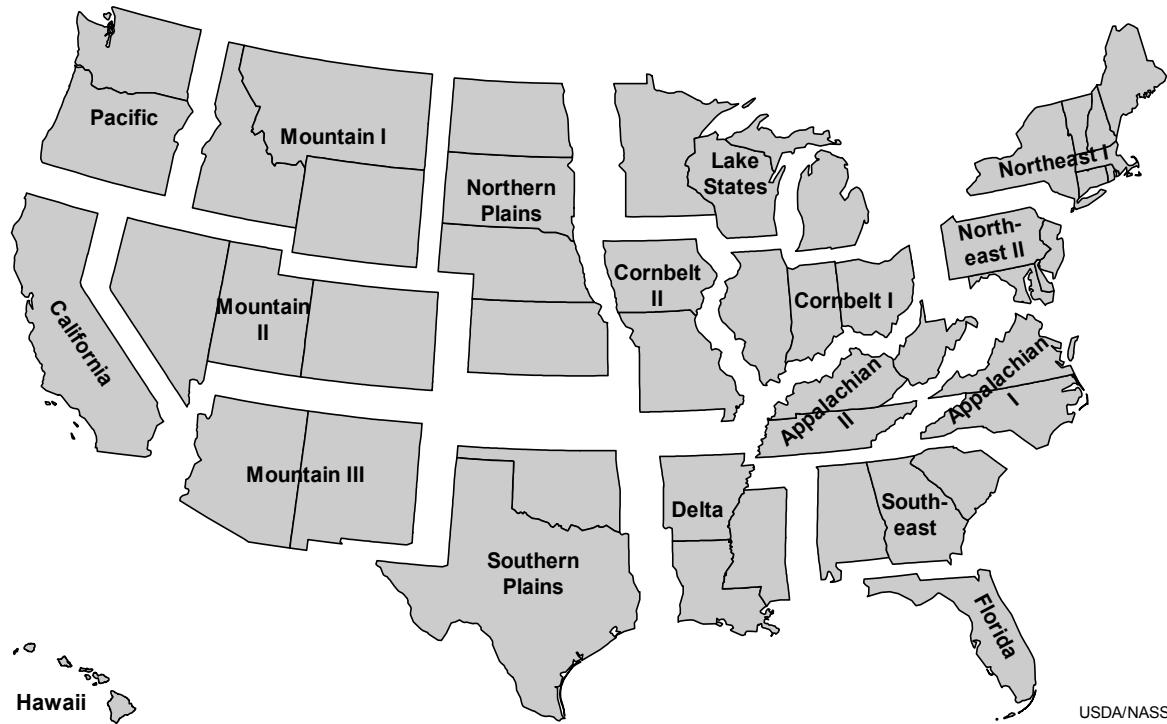 Pacific
Mountain I
Northern
Plains
Lake
States
Northeast I
North-
east II
California
Mountain
II
Cornbelt
II
Cornbelt I
Appalachian
II
Appalachian
I
Mountain III
Southern
Plains
Delta
South-
east
Florida
Hawaii
USDA/NASS